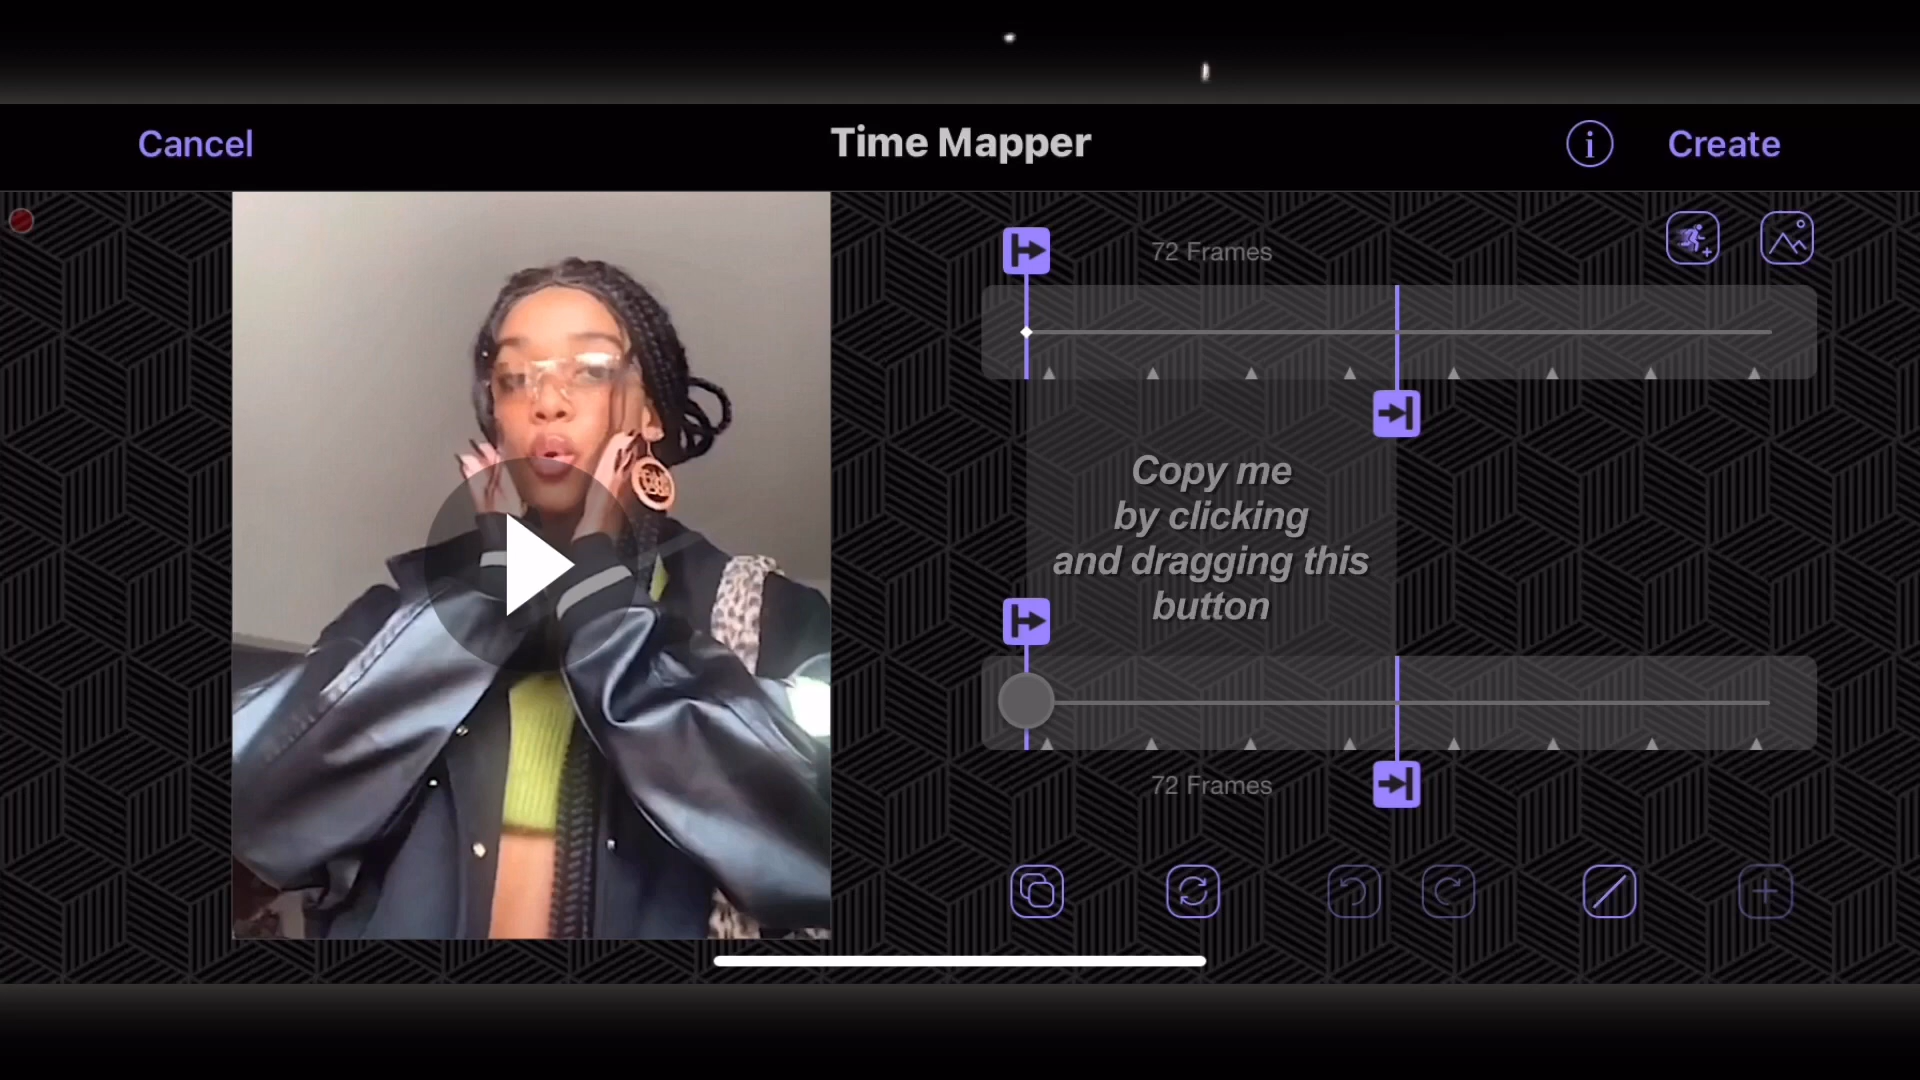 Cancel
Time Mapper
Create
72 Frames
Copy me
by clicking
and dragging this
button
72 Frames